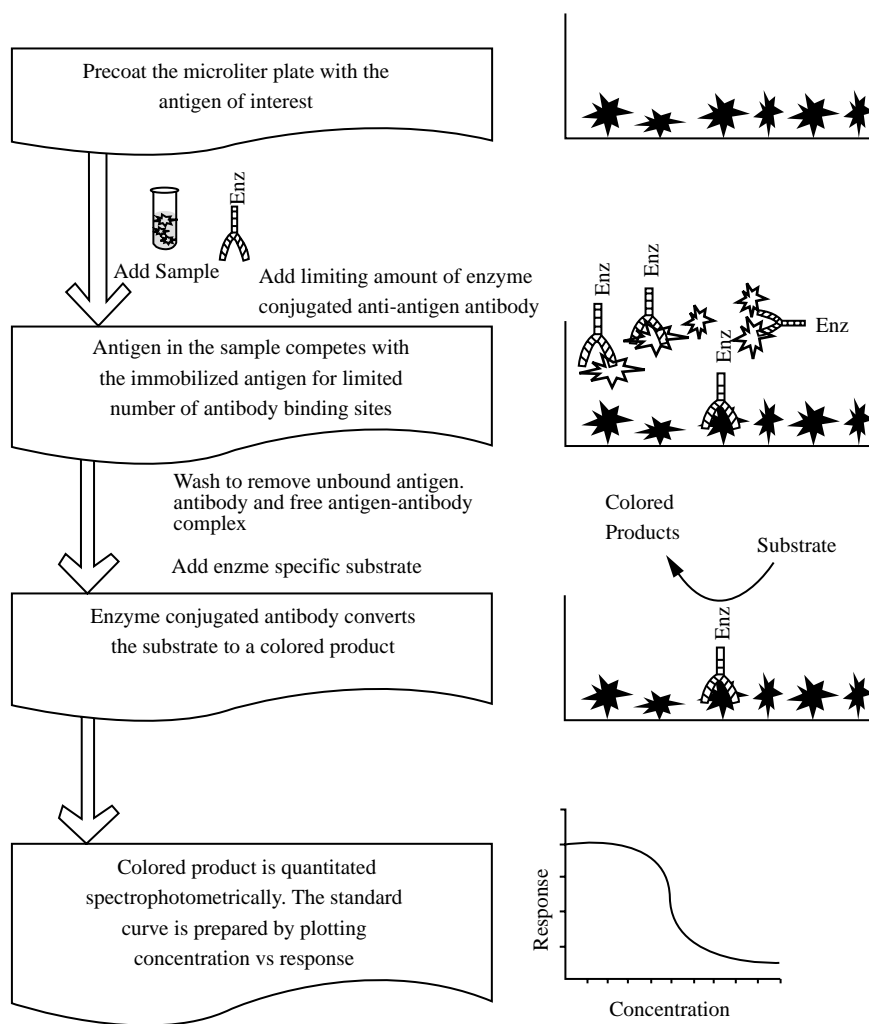 Precoat the microliter plate with the
antigen of interest
Enz
Add Sample
Add limiting amount of enzyme
conjugated anti-antigen antibody
Enz
Enz
Enz
Enz
Antigen in the sample competes with
the immobilized antigen for limited
number of antibody binding sites
Wash to remove unbound antigen.
antibody and free antigen-antibody
complex
Add enzme specific substrate
Colored
Products
Substrate
Enz
Enzyme conjugated antibody converts
the substrate to a colored product
Colored product is quantitated
spectrophotometrically. The standard
curve is prepared by plotting
concentration vs response
Response
Concentration